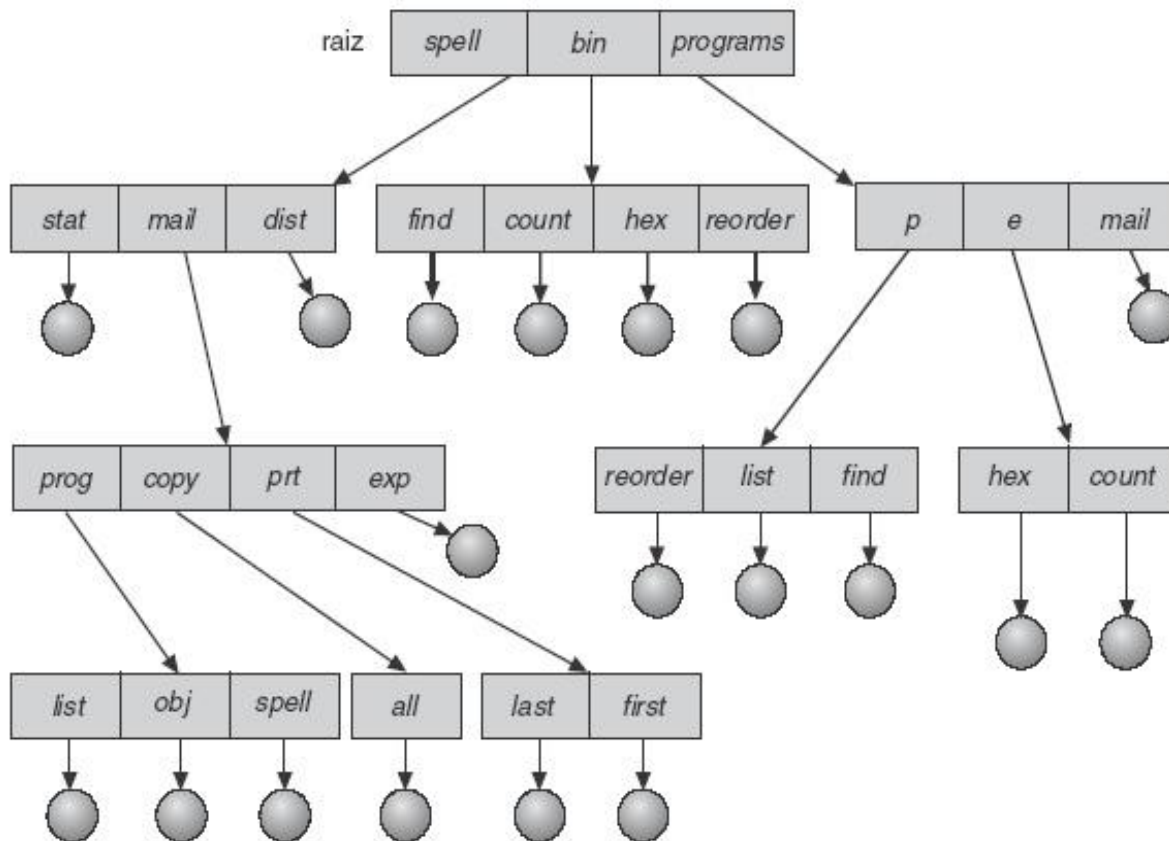 raiz spell bin programs
stat mail dist find count hex reorder p e mail
prog copy prt exp reorder list find hex count
list obj spell all last first